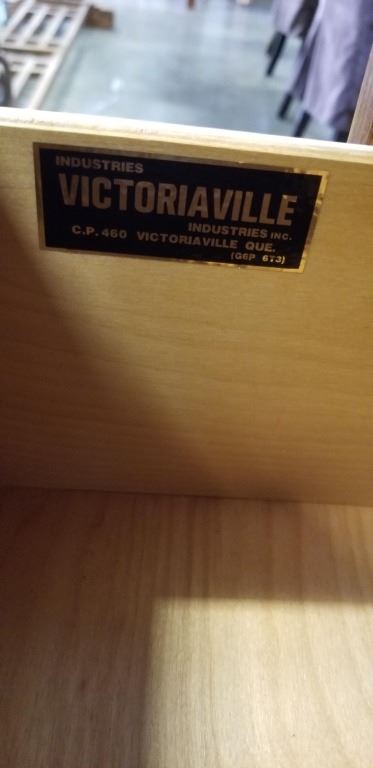 INDUSTRIES
VICTORIAVILLE
INDUSTRIES INC.
C.P. 460 VICTORIAVILLE QUE.
(G6P 6T3)